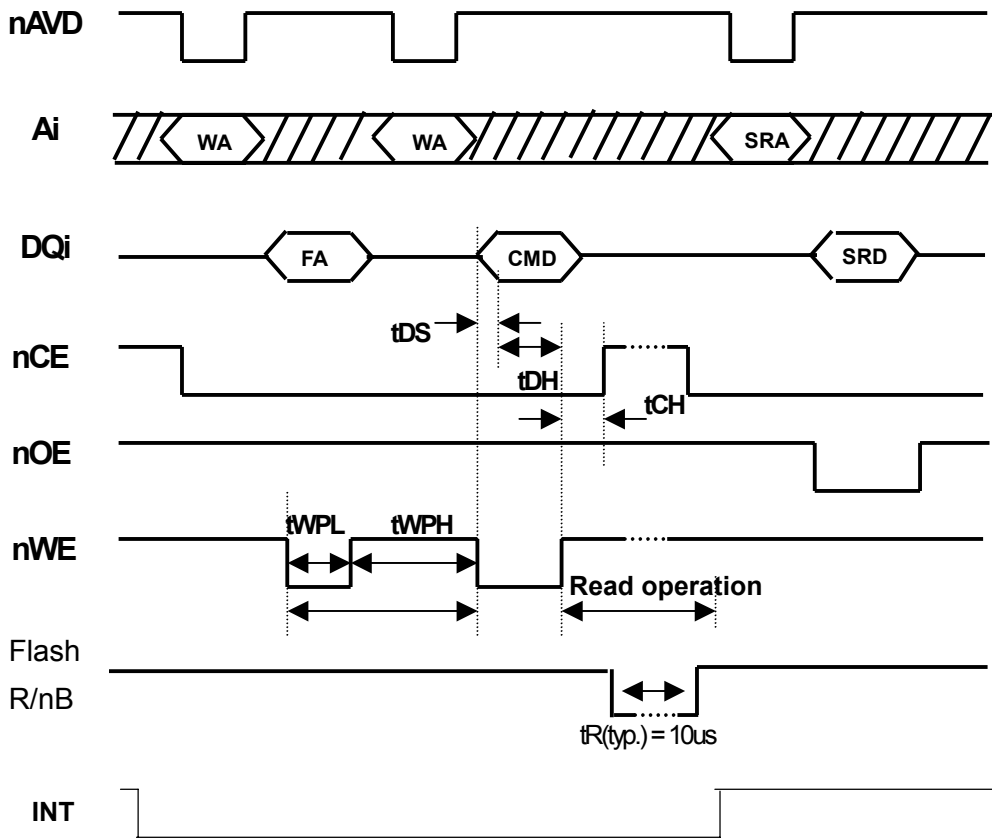 nAVD
Ai
WA
WA
SRA
DQi
FA
CMD
SRD
tDS
nCE
tDH
tCH
nOE
tWPL
tWPH
nWE
Read operation
Flash
R/nB
tR(typ.) = 10us
INT